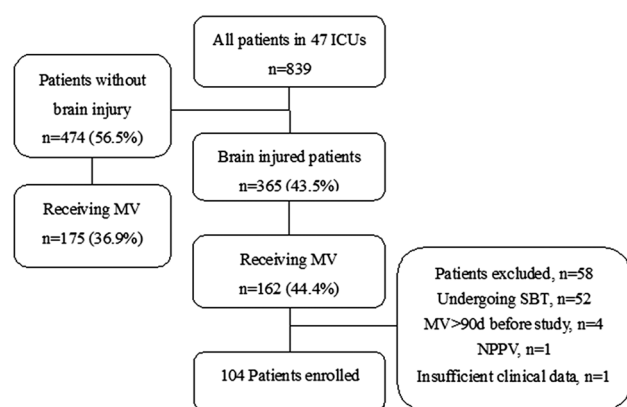 All patients in 47 ICUs
n=839
Patients without
brain injury
n=474 (56.5%)
Brain injured patients
n=365 (43.5%)
Receiving MV
n=175 (36.9%)
Receiving MV
n=162 (44.4%)
Patients excluded, n=58
Undergoing SBT, n=52
MV>90d before study, n=4
NPPV, n=1
Insufficient clinical data, n=1
104 Patients enrolled